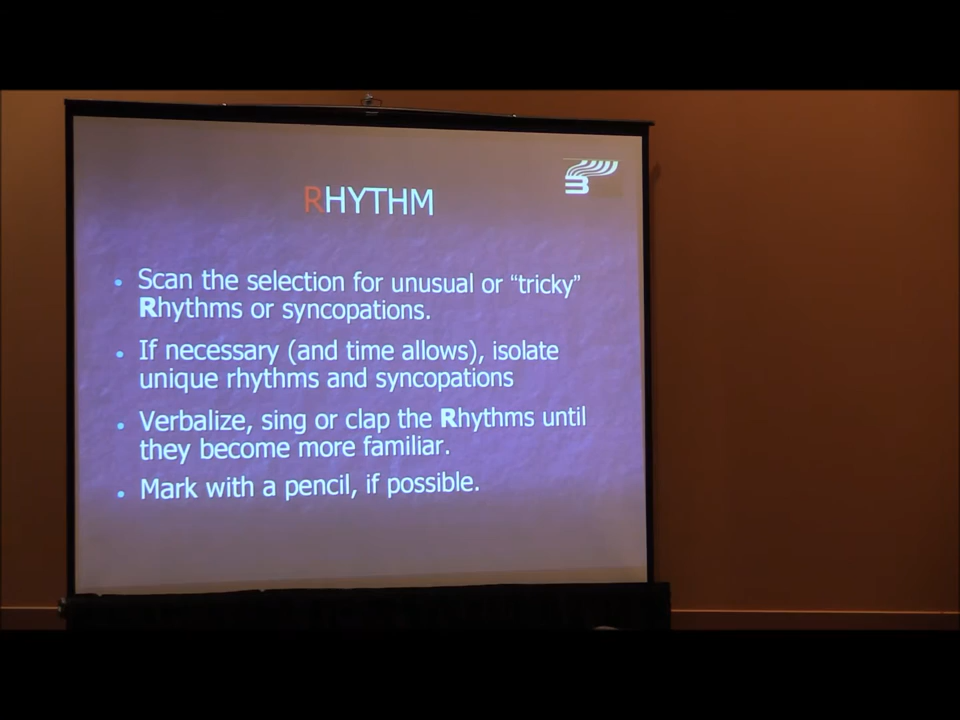 RHYTHM
• Scan the selection for unusual or “tricky”
Rhythms or syncopations.
• If necessary (and time allows), isolate
unique rhythms and syncopations
• Verbalize, sing or clap the Rhythms until
they become more familiar.
• Mark with a pencil, if possible.